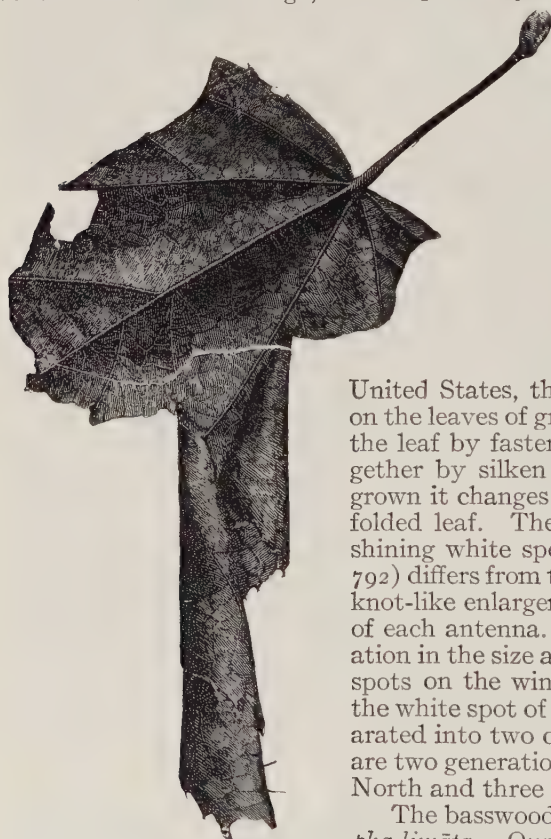 United States, th
on the leaves of gr
the leaf by faster
gether by silken
grown it changes
folded leaf. The
shining white spo
792) differs from t
knot-like enlarger
of each antenna.
ation in the size a
spots on the win
the white spot of
arated into two o
are two generatio
North and three
The basswood